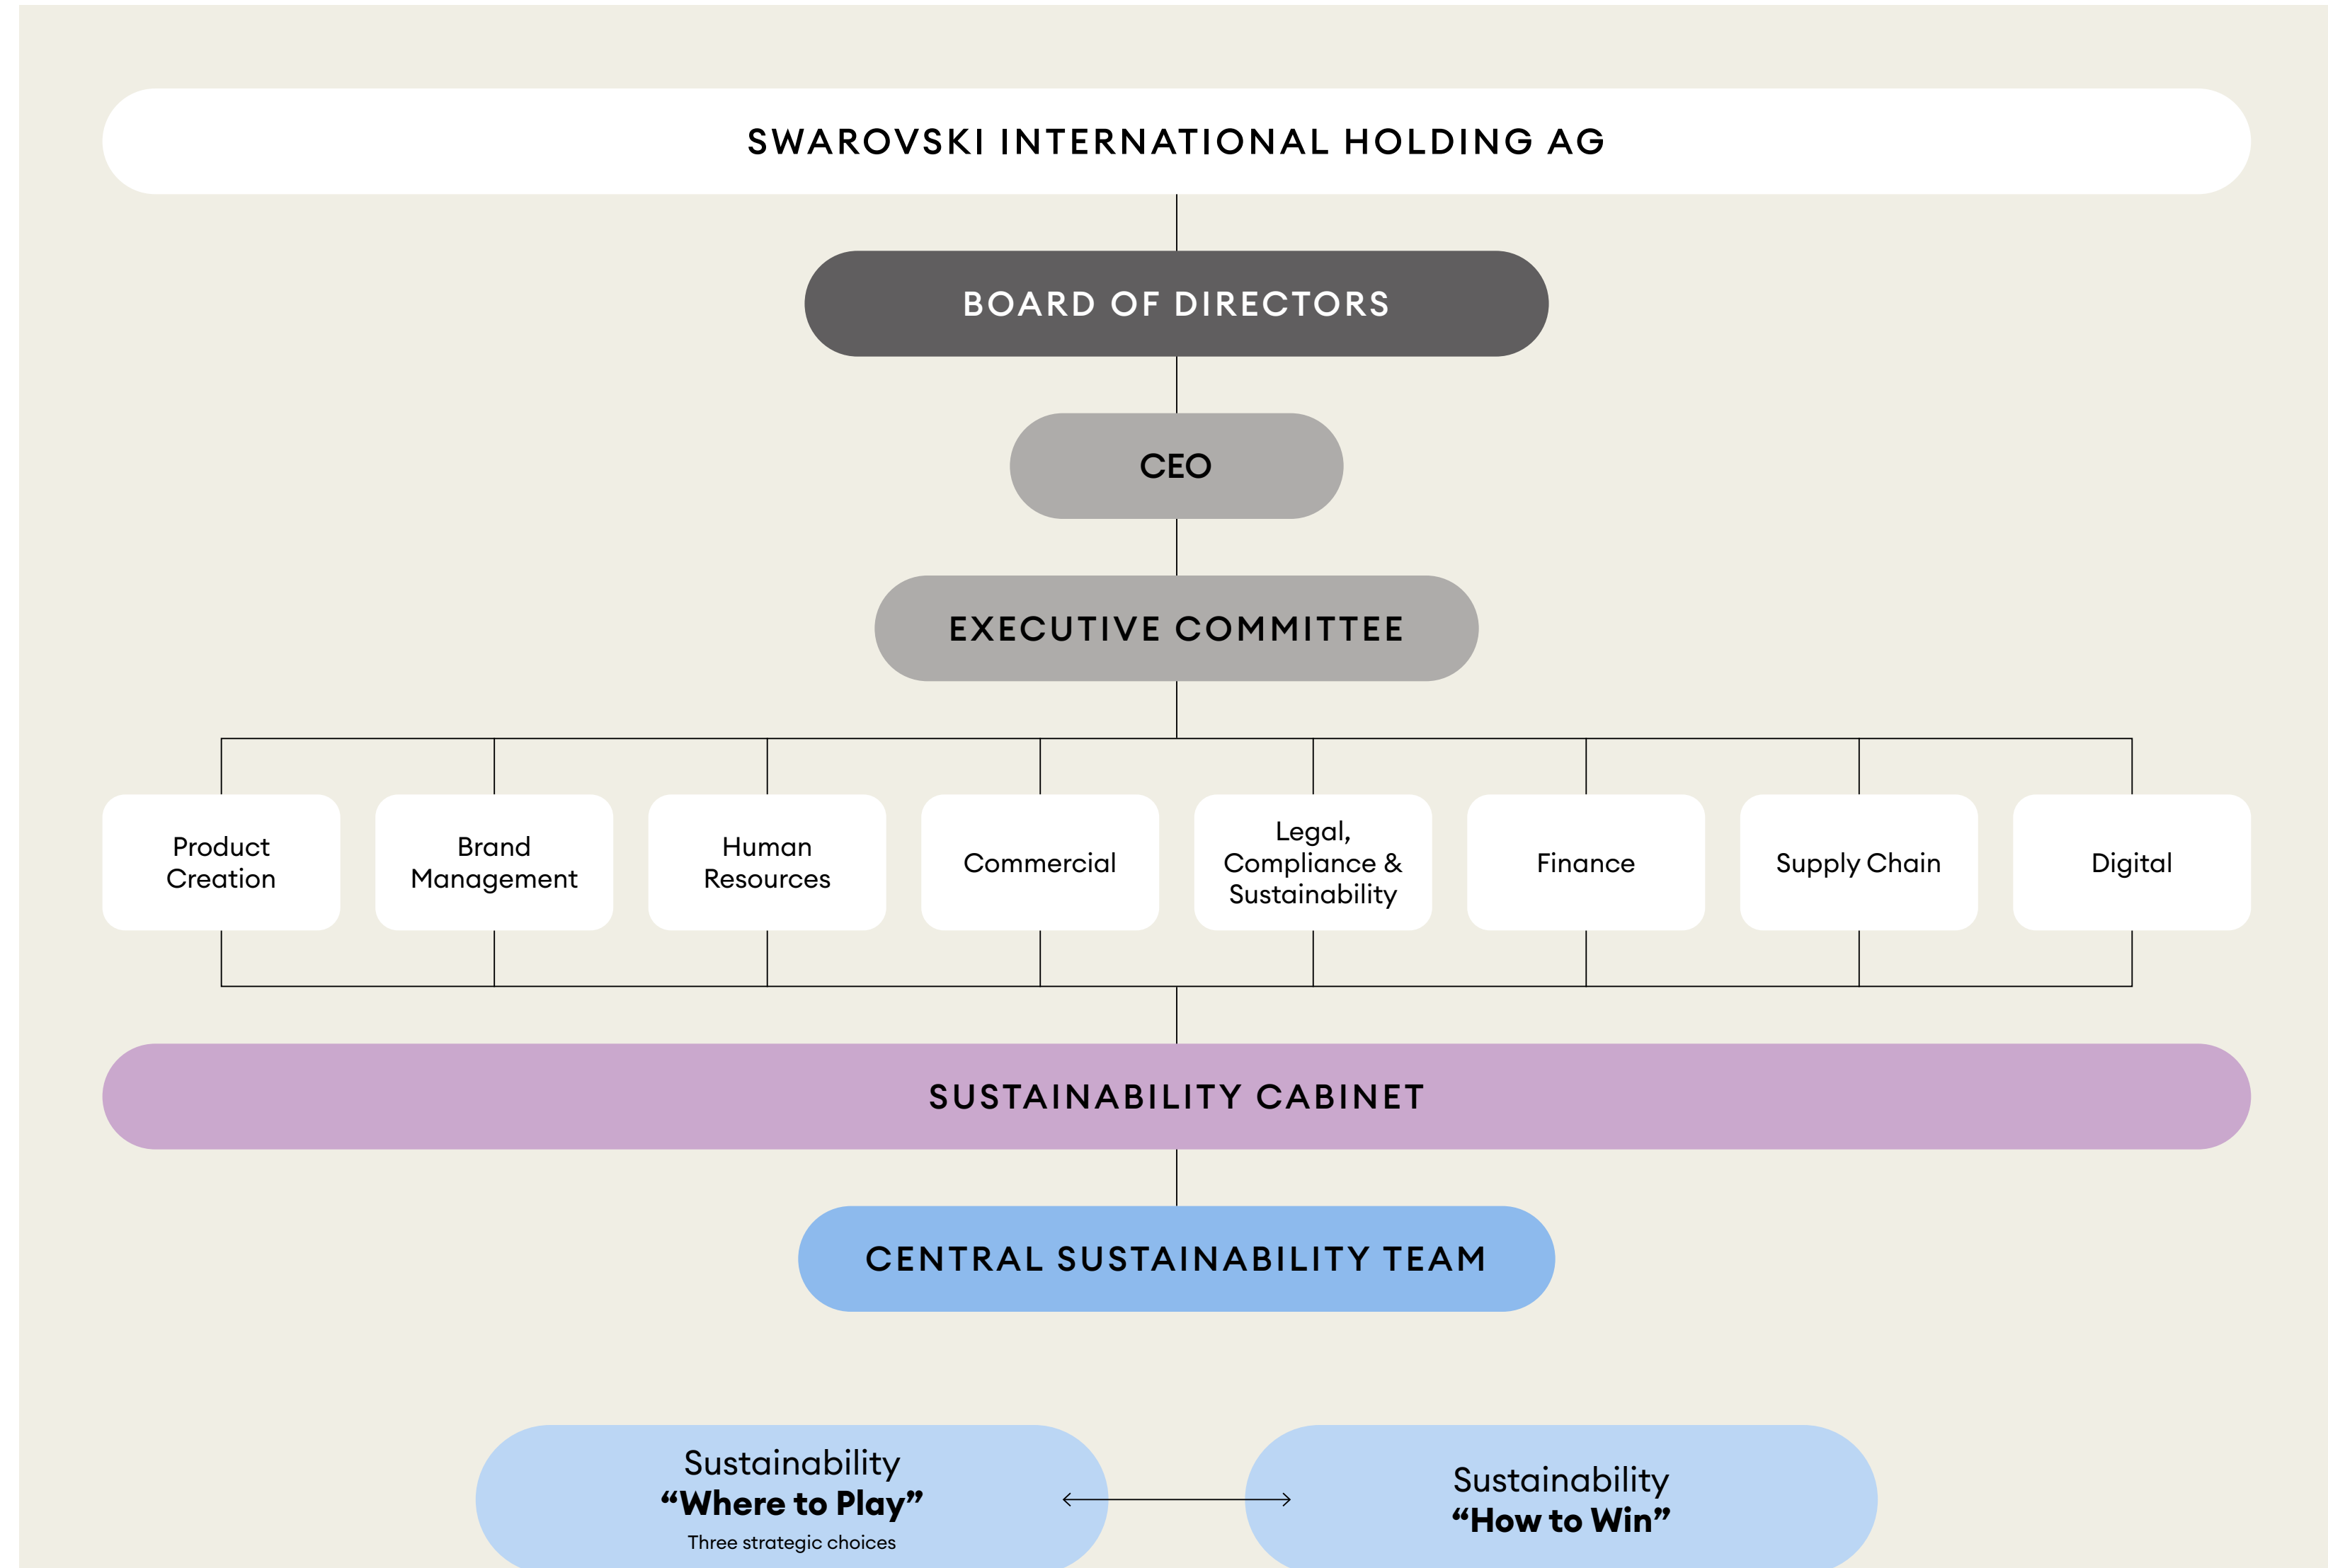 SWAROVSKI INTERNATIONAL HOLDING AG
BOARD OF DIRECTORS
CEO
EXECUTIVE COMMITTEE
Product
Creation
Brand
Management
Human
Resources
Commercial
Legal,
Compliance &
Sustainability
Finance
Supply Chain
Digital
SUSTAINABILITY CABINET
CENTRAL SUSTAINABILITY TEAM
Sustainability
“Where to Play”
Three strategic choices
Sustainability
“How to Win”